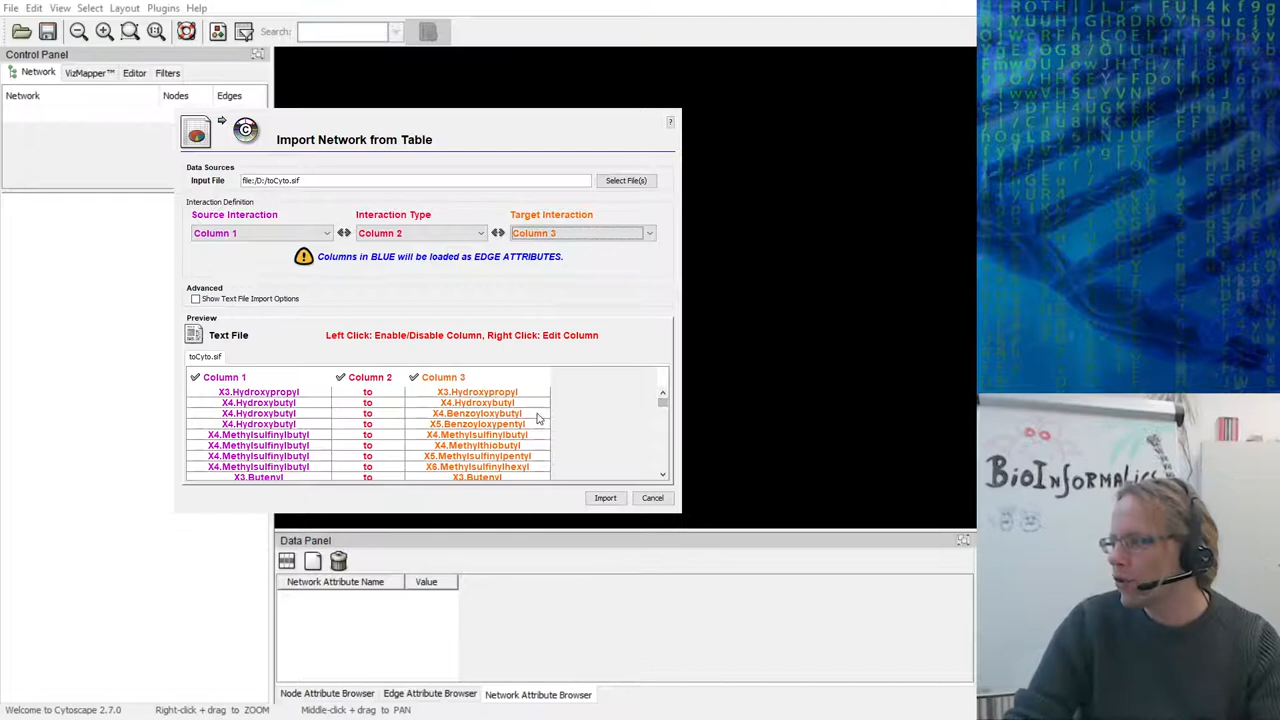 File Edit View Select Layout Plugins Help
Search:
Control Panel
Network VizMapper™ Editor Filters
Network Nodes Edges
Import Network from Table
?
Data Sources
Input File file:/D:/toCyto.sif Select File(s)
Interaction Definition
Source Interaction Interaction Type Target Interaction
Column 1 Column 2 Column 3
Columns in BLUE will be loaded as EDGE ATTRIBUTES.
Advanced
Show Text File Import Options
Preview
Text File Left Click: Enable/Disable Column, Right Click: Edit Column
toCyto.sif
Column 1 Column 2 Column 3
X3.Hydroxypropyl to X3.Hydroxypropyl
X4.Hydroxybutyl to X4.Hydroxybutyl
X4.Hydroxybutyl to X4.Benzoyloxybutyl
X4.Hydroxybutyl to X5.Benzoyloxypentyl
X4.Methylsulfinylbutyl to X4.Methylsulfinylbutyl
X4.Methylsulfinylbutyl to X4.Methylthiobutyl
X4.Methylsulfinylbutyl to X5.Methylsulfinylpentyl
X4.Methylsulfinylbutyl to X6.Methylsulfinylhexyl
X3.Butenyl to X3.Butenyl
Import Cancel
Data Panel
Network Attribute Name Value
Node Attribute Browser Edge Attribute Browser Network Attribute Browser
Welcome to Cytoscape 2.7.0 Right-click + drag to ZOOM Middle-click + drag to PAN
BioInformatics